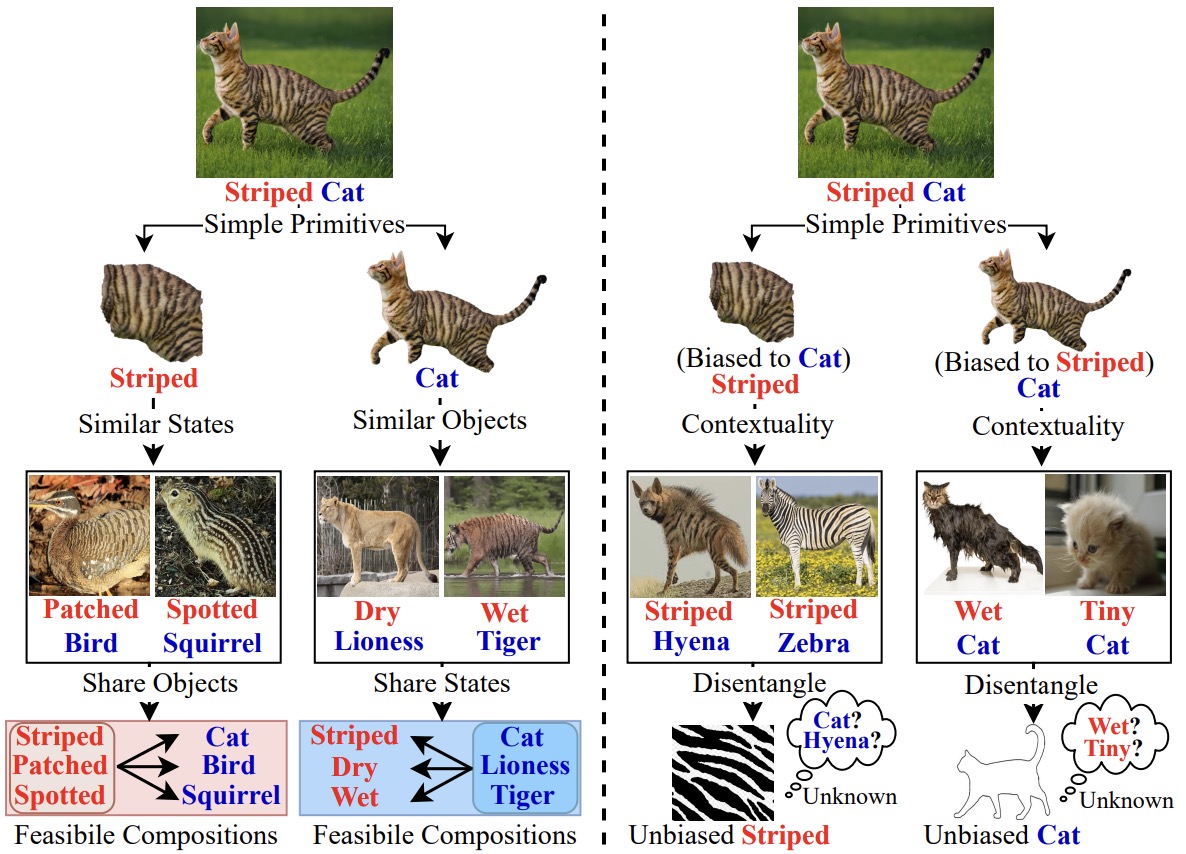 Striped Cat
Simple Primitives
Striped
Cat
Similar States
Similar Objects
Patched
Bird
Spotted
Squirrel
Dry
Lioness
Wet
Tiger
Share Objects
Share States
Striped
Patched
Spotted
Cat
Bird
Squirrel
Striped
Dry
Wet
Cat
Lioness
Tiger
Feasibile Compositions
Feasibile Compositions
Striped Cat
Simple Primitives
(Biased to Cat)
Striped
(Biased to Striped)
Cat
Contextuality
Contextuality
Striped
Hyena
Striped
Zebra
Wet
Cat
Tiny
Cat
Disentangle
Disentangle
Cat?
Hyena?
Unknown
Wet?
Tiny?
Unknown
Unbiased Striped
Unbiased Cat